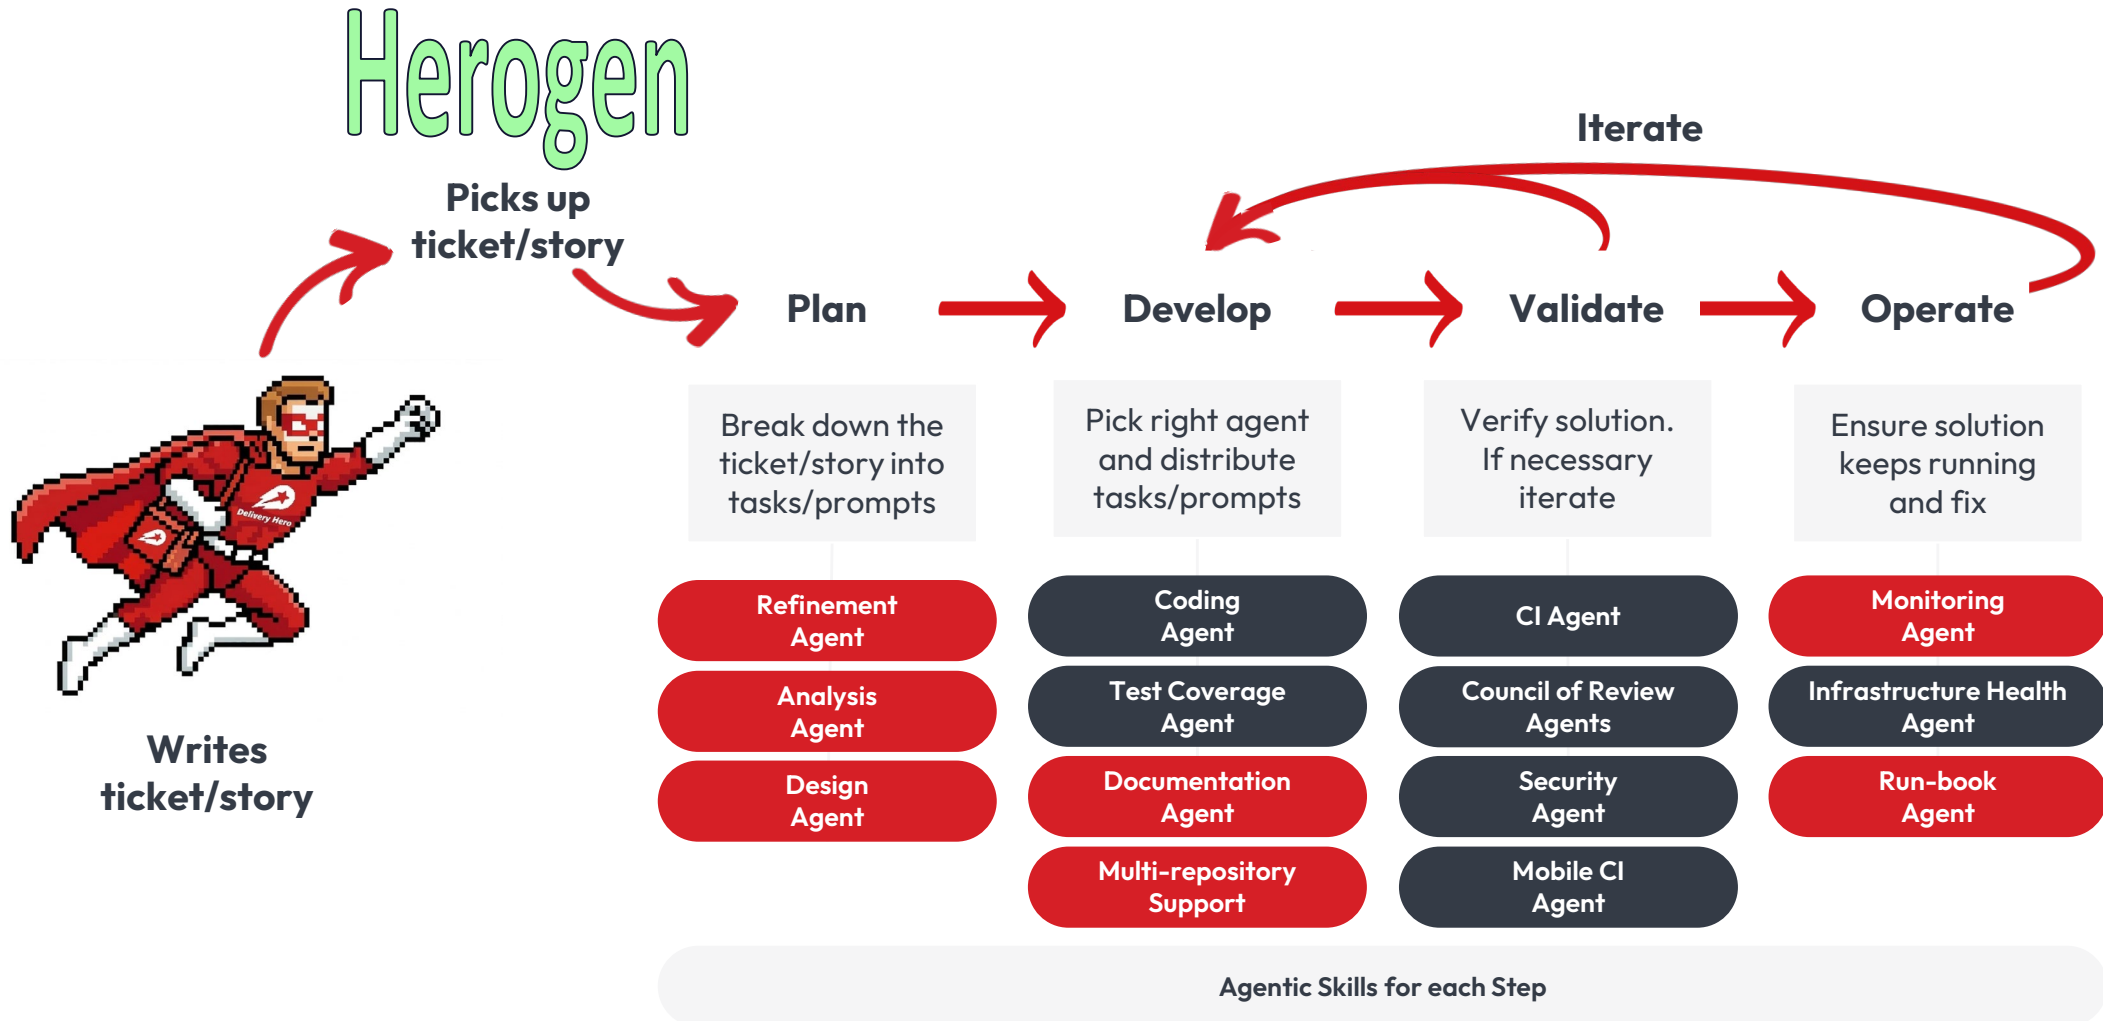 Herogen
Picks up
ticket/story
Iterate
Plan
Develop
Validate
Operate
Delivery Hero
Writes
ticket/story
Break down the
ticket/story into
tasks/prompts
Pick right agent
and distribute
tasks/prompts
Verify solution.
If necessary
iterate
Ensure solution
keeps running
and fix
Refinement
Agent
Analysis
Agent
Design
Agent
Coding
Agent
Test Coverage
Agent
Documentation
Agent
Multi-repository
Support
CI Agent
Council of Review
Agents
Security
Agent
Mobile CI
Agent
Monitoring
Agent
Infrastructure Health
Agent
Run-book
Agent
Agentic Skills for each Step